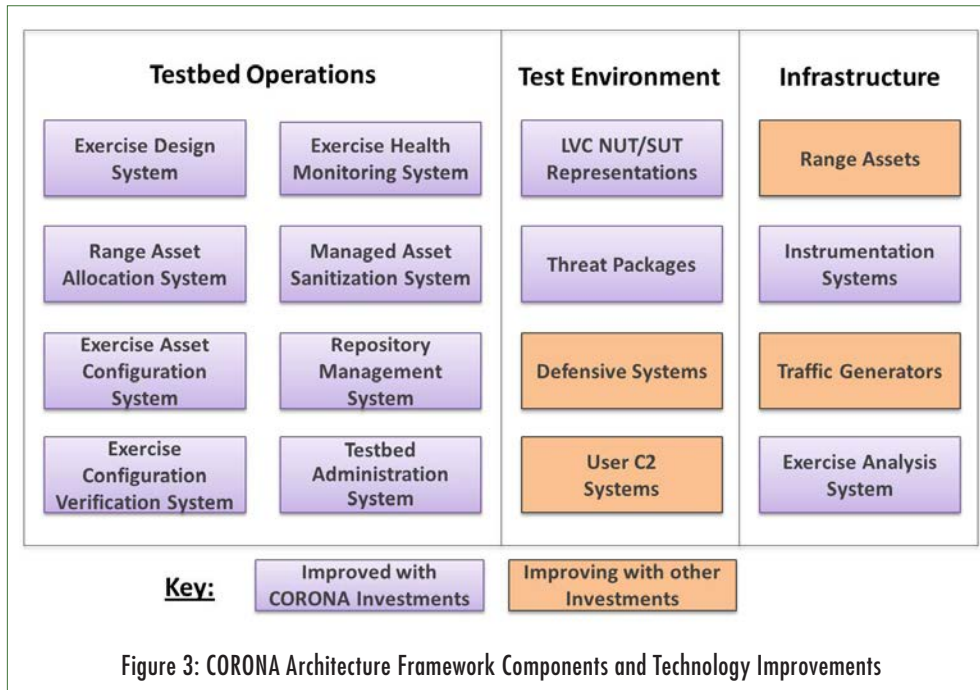 Testbed Operations
Exercise Design
System
Exercise Health
Monitoring System
Range Asset
Allocation System
Managed Asset
Sanitization System
Exercise Asset
Configuration
System
Repository
Management
System
Exercise
Configuration
Verification System
Testbed
Administration
System
Test Environment
LVC NUT/SUT
Representations
Threat Packages
Defensive Systems
User C2
Systems
Infrastructure
Range Assets
Instrumentation
Systems
Traffic Generators
Exercise Analysis
System
Key:
Improved with
CORONA Investments
Improving with other
Investments
Figure 3: CORONA Architecture Framework Components and Technology Improvements